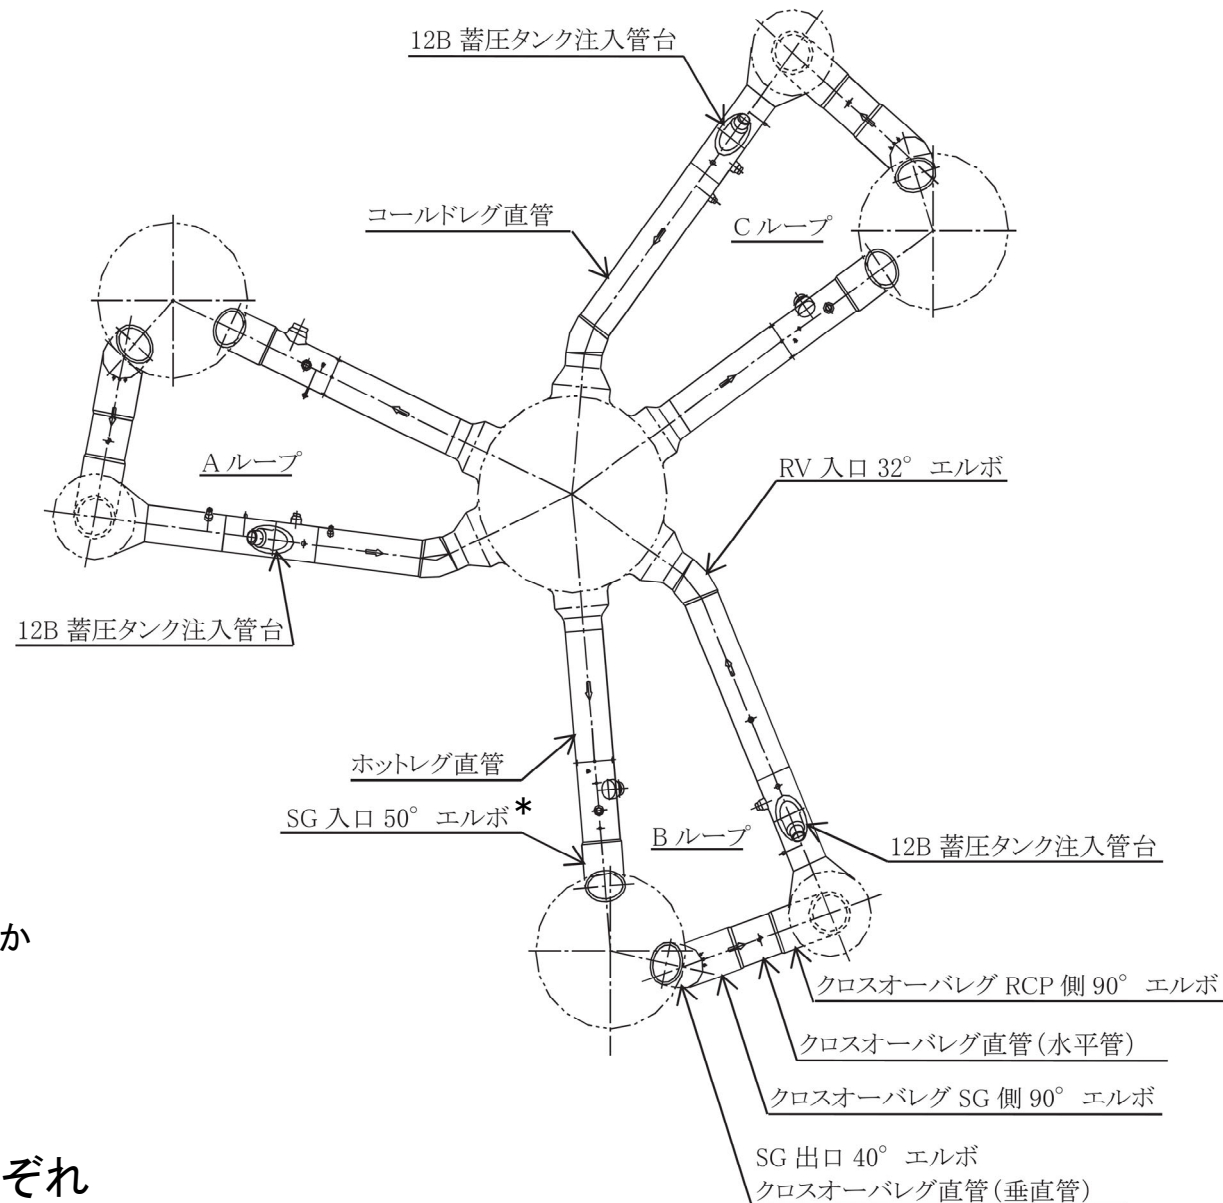 12B 蓄圧タンク注入管台
コールドレグ直管
C ループ
A ループ
RV 入口 32° エルボ
12B 蓄圧タンク注入管台
ホットレグ直管
SG 入口 50° エルボ*
B ループ
12B 蓄圧タンク注入管台
か
クロスオーバレグ RCP 側 90° エルボ
クロスオーバレグ直管(水平管)
クロスオーバレグ SG 側 90° エルボ
SG 出口 40° エルボ
ぞれ
クロスオーバレグ直管(垂直管)